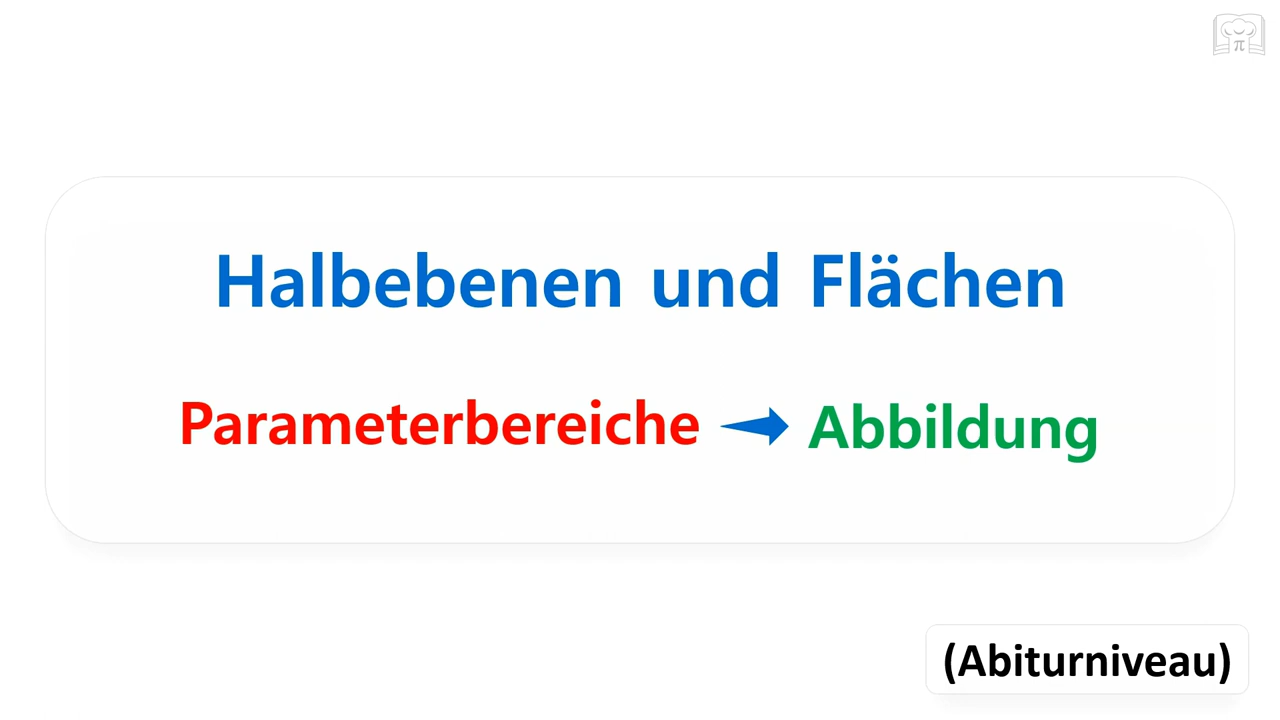 Halbebenen und Flächen
Parameterbereiche Abbildung
(Abiturniveau)
π